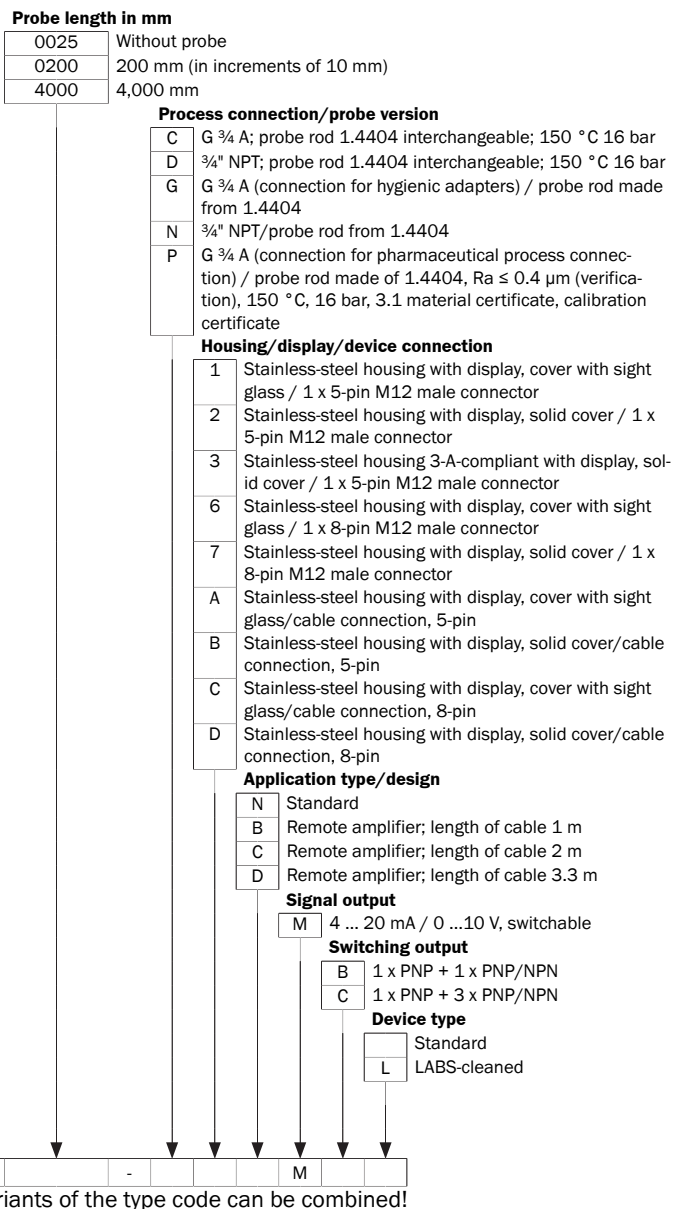 Probe length in mm
0025 Without probe
0200 200 mm (in increments of 10 mm)
4000 4,000 mm
Process connection/probe version
C G ¾ A; probe rod 1.4404 interchangeable; 150 °C 16 bar
D ¾" NPT; probe rod 1.4404 interchangeable; 150 °C 16 bar
G G ¾ A (connection for hygienic adapters) / probe rod made
from 1.4404
N ¾" NPT/probe rod from 1.4404
P G ¾ A (connection for pharmaceutical process connec-
tion) / probe rod made of 1.4404, Ra ≤ 0.4 µm (verifica-
tion), 150 °C, 16 bar, 3.1 material certificate, calibration
certificate
Housing/display/device connection
1 Stainless-steel housing with display, cover with sight
glass / 1 x 5-pin M12 male connector
2 Stainless-steel housing with display, solid cover / 1 x
5-pin M12 male connector
3 Stainless-steel housing 3-A-compliant with display, sol-
id cover / 1 x 5-pin M12 male connector
6 Stainless-steel housing with display, cover with sight
glass / 1 x 8-pin M12 male connector
7 Stainless-steel housing with display, solid cover / 1 x
8-pin M12 male connector
A Stainless-steel housing with display, cover with sight
glass/cable connection, 5-pin
B Stainless-steel housing with display, solid cover/cable
connection, 5-pin
C Stainless-steel housing with display, cover with sight
glass/cable connection, 8-pin
D Stainless-steel housing with display, solid cover/cable
connection, 8-pin
Application type/design
N Standard
B Remote amplifier; length of cable 1 m
C Remote amplifier; length of cable 2 m
D Remote amplifier; length of cable 3.3 m
Signal output
M 4 ... 20 mA / 0 ...10 V, switchable
Switching output
B 1 x PNP + 1 x PNP/NPN
C 1 x PNP + 3 x PNP/NPN
Device type
Standard
L LABS-cleaned
- M
riants of the type code can be combined!